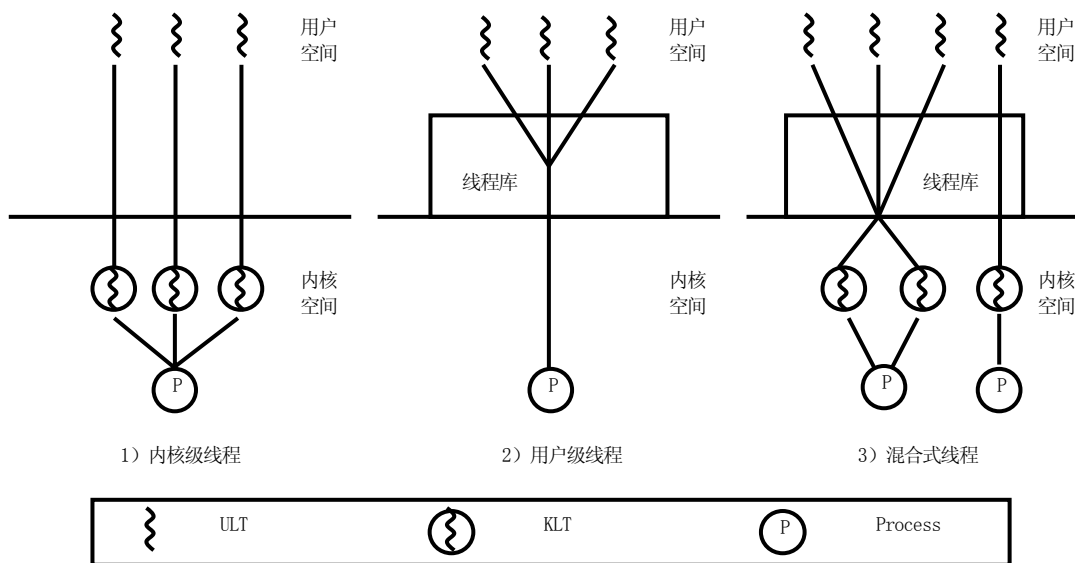 用户
空间
用户
空间
用户
空间
线程库
线程库
内核
空间
内核
空间
内核
空间
P
P
P
P
1）内核级线程
2）用户级线程
3）混合式线程
ULT
KLT
P
Process